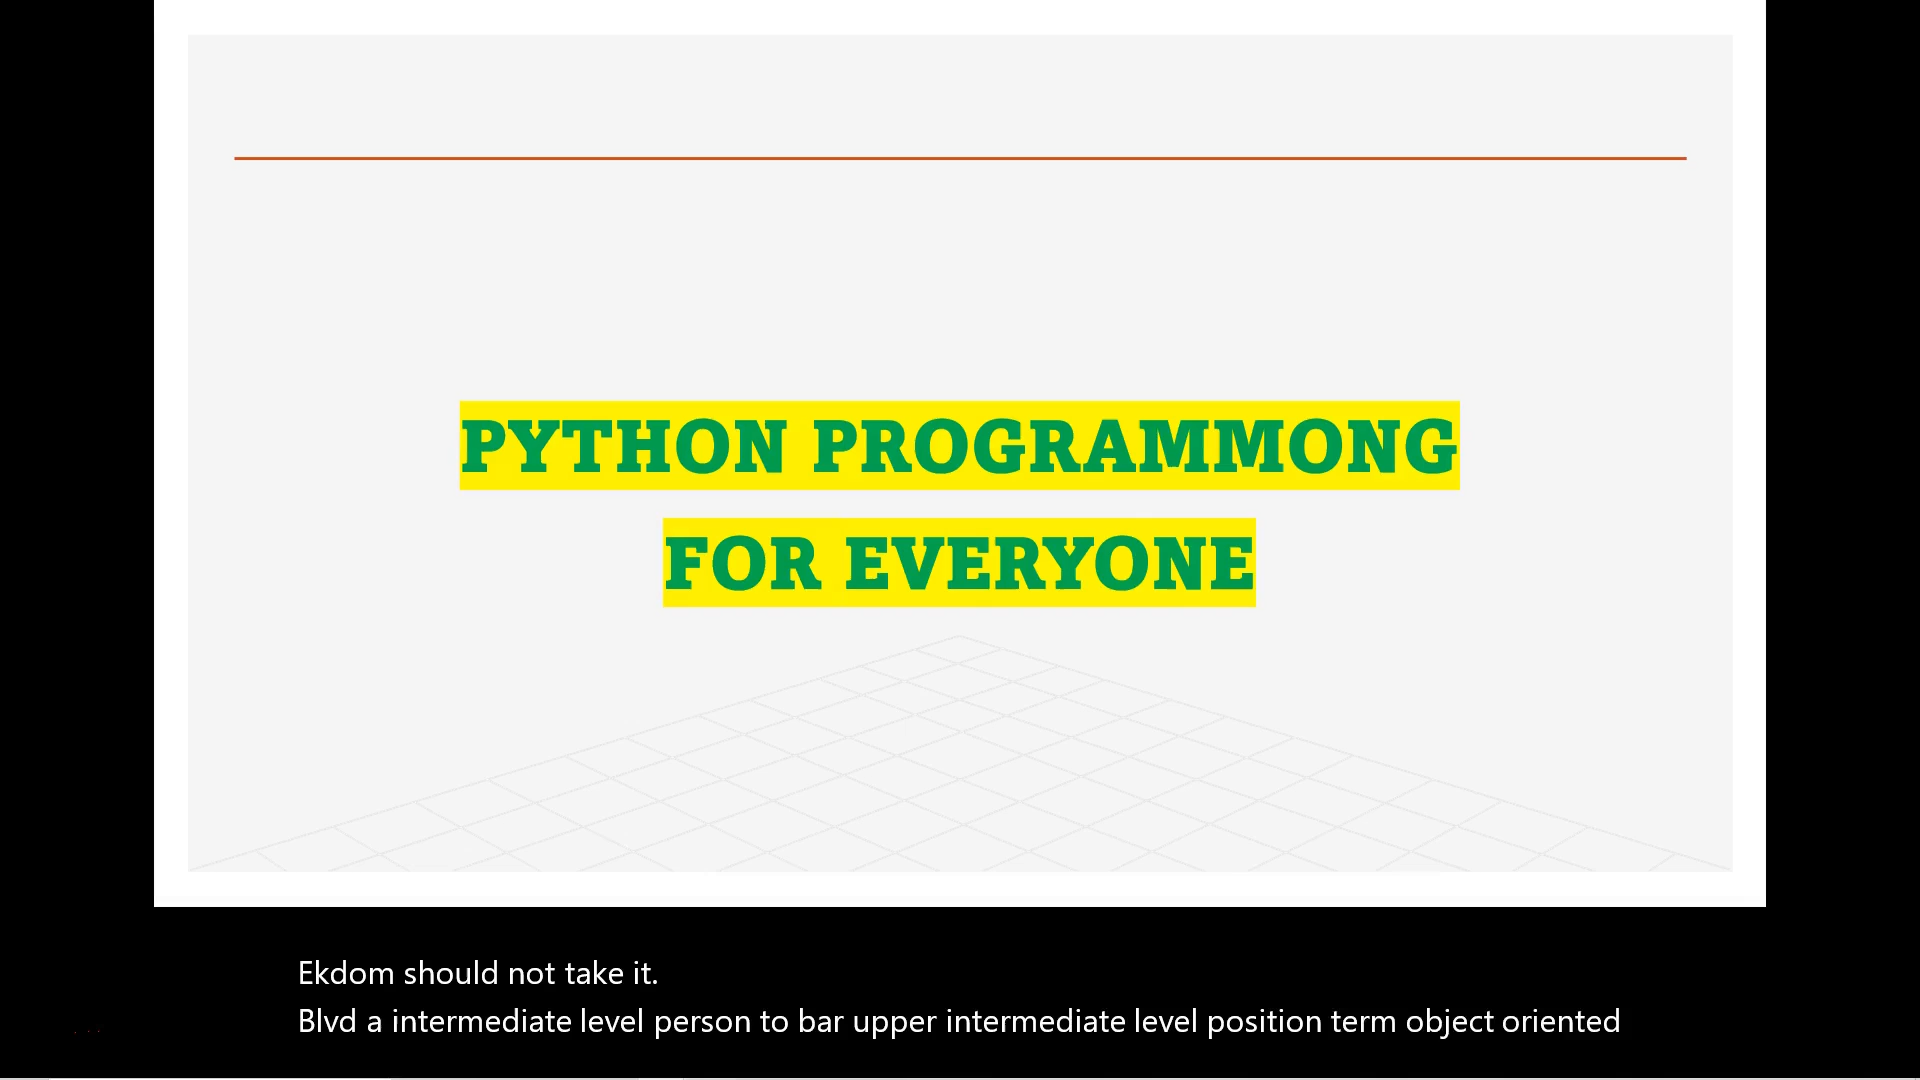 PYTHON PROGRAMMONG
FOR EVERYONE
Ekdom should not take it.
Blvd a intermediate level person to bar upper intermediate level position term object oriented